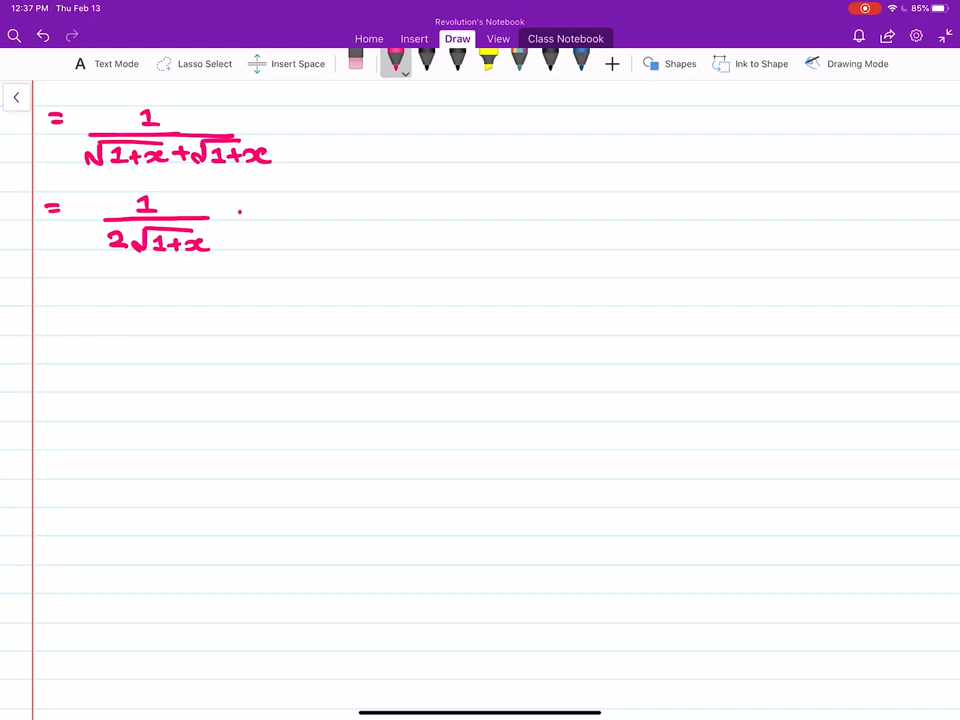 12:37 PM Thu Feb 13
85%
Revolution's Notebook
Home Insert Draw View Class Notebook
Text Mode Lasso Select Insert Space Shapes Ink to Shape Drawing Mode
= 1
√1+x + √1+x
= 1
2√1+x